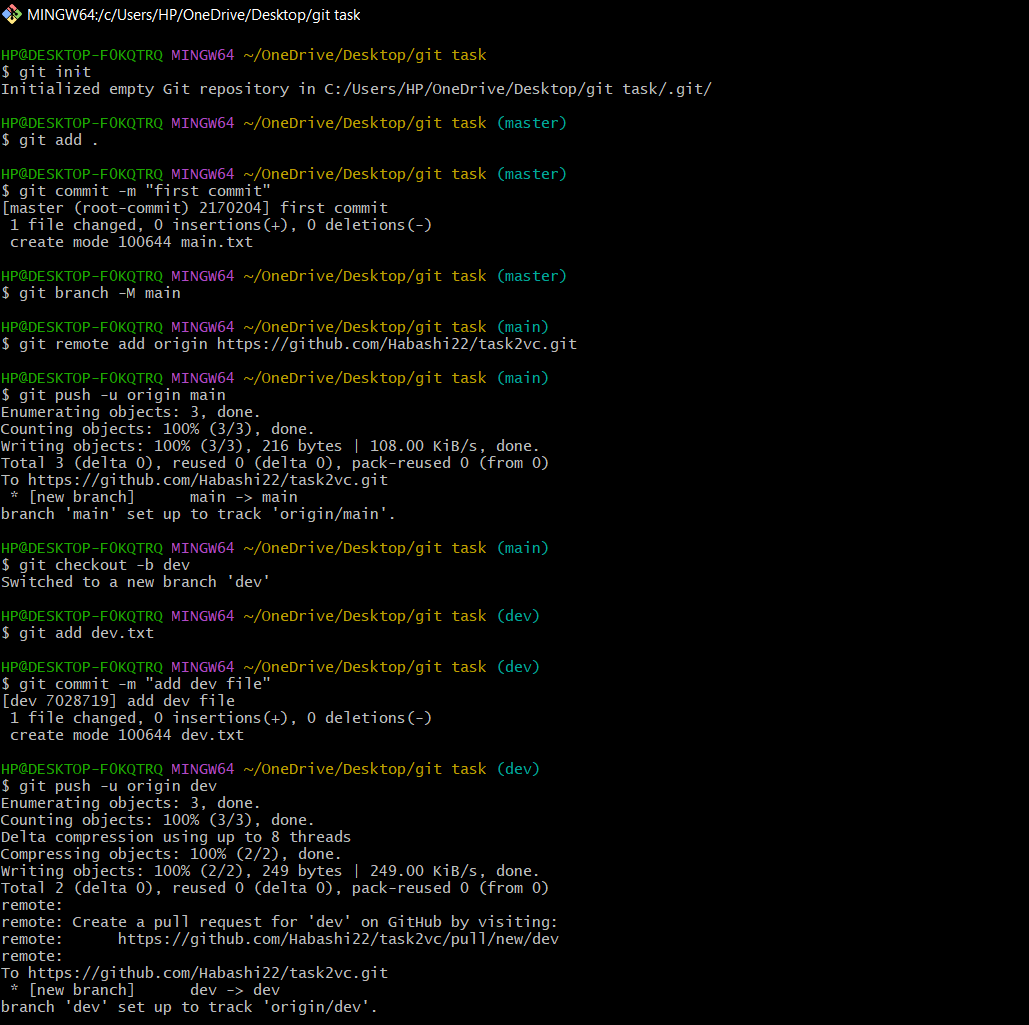 MINGW64:/c/Users/HP/OneDrive/Desktop/git task
HP@DESKTOP-F0KQTRQ MINGW64 ~/OneDrive/Desktop/git task
$ git init
Initialized empty Git repository in C:/Users/HP/OneDrive/Desktop/git task/.git/
HP@DESKTOP-F0KQTRQ MINGW64 ~/OneDrive/Desktop/git task (master)
$ git add .
HP@DESKTOP-F0KQTRQ MINGW64 ~/OneDrive/Desktop/git task (master)
$ git commit -m "first commit"
[master (root-commit) 2170204] first commit
 1 file changed, 0 insertions(+), 0 deletions(-)
 create mode 100644 main.txt
HP@DESKTOP-F0KQTRQ MINGW64 ~/OneDrive/Desktop/git task (master)
$ git branch -M main
HP@DESKTOP-F0KQTRQ MINGW64 ~/OneDrive/Desktop/git task (main)
$ git remote add origin https://github.com/Habashi22/task2vc.git
HP@DESKTOP-F0KQTRQ MINGW64 ~/OneDrive/Desktop/git task (main)
$ git push -u origin main
Enumerating objects: 3, done.
Counting objects: 100% (3/3), done.
Writing objects: 100% (3/3), 216 bytes | 108.00 KiB/s, done.
Total 3 (delta 0), reused 0 (delta 0), pack-reused 0 (from 0)
To https://github.com/Habashi22/task2vc.git
 * [new branch]      main -> main
branch 'main' set up to track 'origin/main'.
HP@DESKTOP-F0KQTRQ MINGW64 ~/OneDrive/Desktop/git task (main)
$ git checkout -b dev
Switched to a new branch 'dev'
HP@DESKTOP-F0KQTRQ MINGW64 ~/OneDrive/Desktop/git task (dev)
$ git add dev.txt
HP@DESKTOP-F0KQTRQ MINGW64 ~/OneDrive/Desktop/git task (dev)
$ git commit -m "add dev file"
[dev 7028719] add dev file
 1 file changed, 0 insertions(+), 0 deletions(-)
 create mode 100644 dev.txt
HP@DESKTOP-F0KQTRQ MINGW64 ~/OneDrive/Desktop/git task (dev)
$ git push -u origin dev
Enumerating objects: 3, done.
Counting objects: 100% (3/3), done.
Delta compression using up to 8 threads
Compressing objects: 100% (2/2), done.
Writing objects: 100% (2/2), 249 bytes | 249.00 KiB/s, done.
Total 2 (delta 0), reused 0 (delta 0), pack-reused 0 (from 0)
remote:
remote: Create a pull request for 'dev' on GitHub by visiting:
remote:      https://github.com/Habashi22/task2vc/pull/new/dev
remote:
To https://github.com/Habashi22/task2vc.git
 * [new branch]      dev -> dev
branch 'dev' set up to track 'origin/dev'.